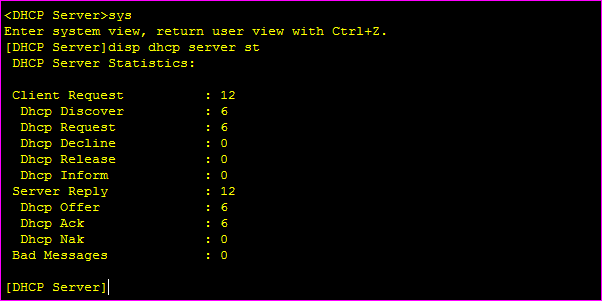 <DHCP Server>sys
Enter system view, return user view with Ctrl+Z.
[DHCP Server]disp dhcp server st
DHCP Server Statistics:
Client Request : 12
Dhcp Discover : 6
Dhcp Request : 6
Dhcp Decline : 0
Dhcp Release : 0
Dhcp Inform : 0
Server Reply : 12
Dhcp Offer : 6
Dhcp Ack : 6
Dhcp Nak : 0
Bad Messages : 0
[DHCP Server]